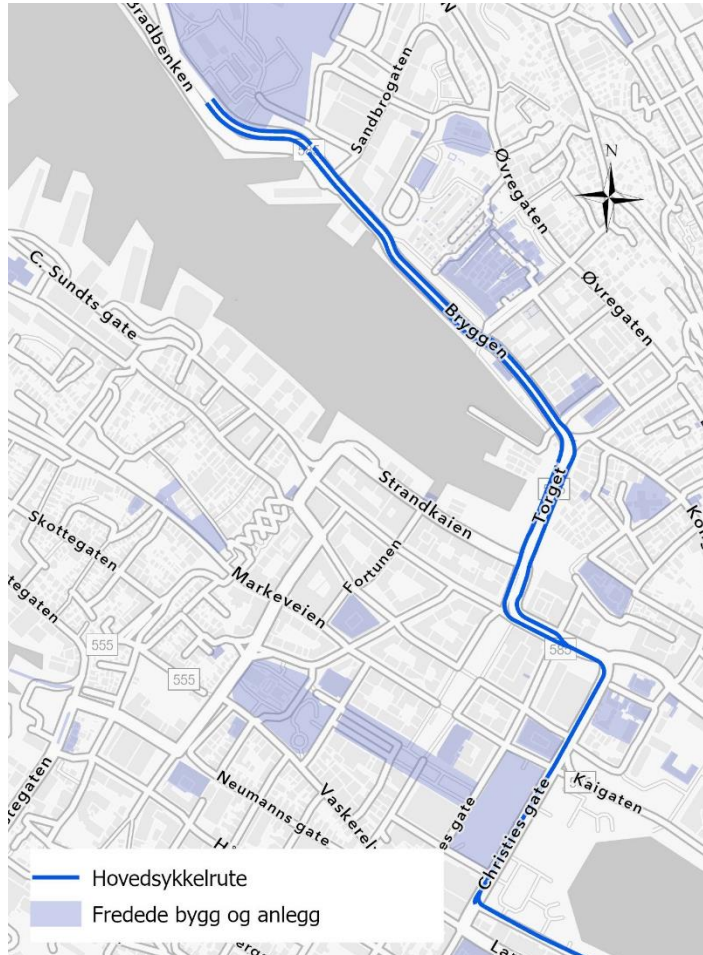 Bradbenken
Sandbrogaten
Øvregaten
N
C. Sundts gate
Bryggen
Øvregaten
Strandkaien
Torget
Skottegaten
Fortunen
Markeveien
555
555
585
Kaigaten
Neumanns gate
Christies gate
Hovedsykkelrute
Fredede bygg og anlegg